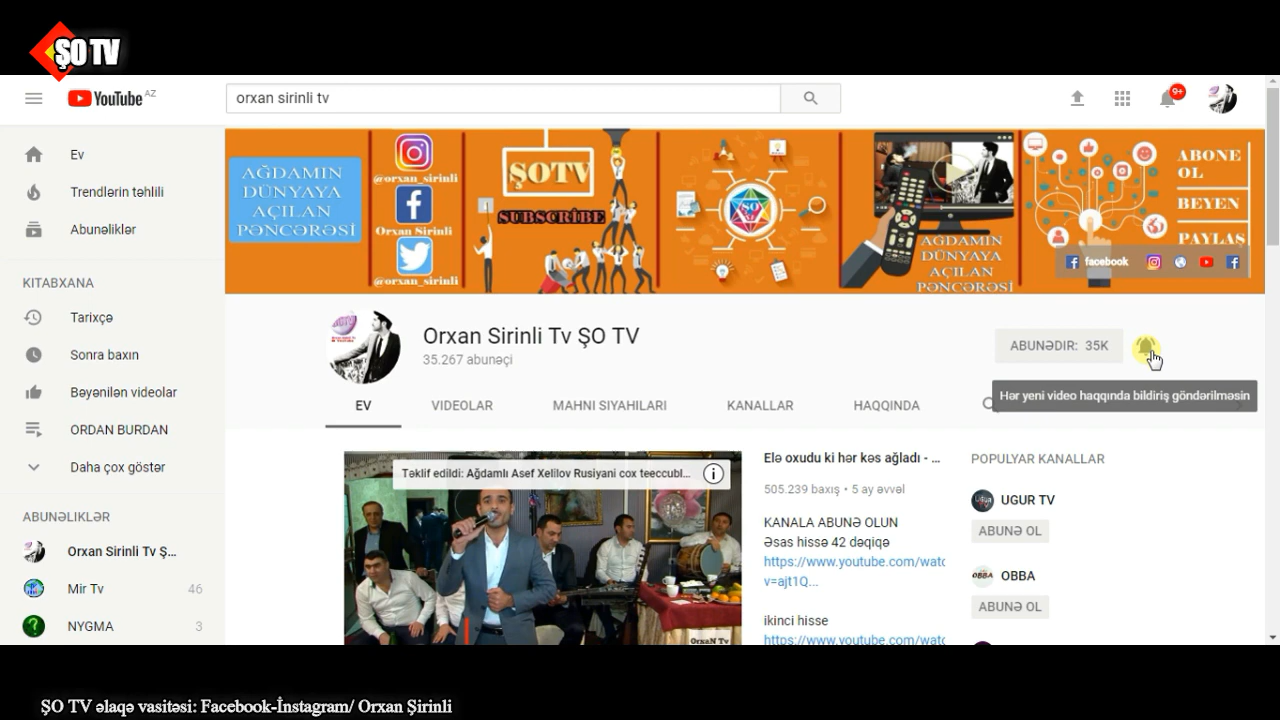 ŞO TV
YouTube AZ
orxan sirinli tv
9+
Ev
Trendlərin təhlili
Abunəliklər
KITABXANA
Tarixçə
Sonra baxın
Bəyənilən videolar
ORDAN BURDAN
Daha çox göstər
ABUNƏLIKLƏR
Orxan Sirinli Tv Ş...
Mir Tv 46
NYGMA 3
AĞDAMIN
DÜNYAYA
AÇILAN
PƏNCƏRƏSİ
@orxan_sirinli
Orxan Sirinli
@orxan_sirinli
ŞOTV
SUBSCRIBE
ŞO
TV
AGDAMIN
DÜNYAYA
AÇILAN
PƏNCƏRƏSİ
ABONE
OL
BEYEN
PAYLAŞ
facebook
Orxan Sirinli Tv ŞO TV
35.267 abunəçi
ABUNƏDIR: 35K
Hər yeni video haqqında bildiriş göndərilməsin
EV VIDEOLAR MAHNI SIYAHILARI KANALLAR HAQQINDA
Təklif edildi: Ağdamlı Asef Xelilov Rusiyani cox teeccubl...
OrxaN Tv
Elə oxudu ki hər kəs ağladı - ...
505.239 baxış • 5 ay əvvəl
KANALA ABUNƏ OLUN
Əsas hissə 42 dəqiqə
https://www.youtube.com/watc
v=ajt1Q...
ikinci hisse
https://www.youtube.com/watc
POPULYAR KANALLAR
UGUR TV
ABUNƏ OL
OBBA
OBBA
ABUNƏ OL
ŞO TV əlaqə vasitəsi: Facebook-İnstagram/ Orxan Şirinli